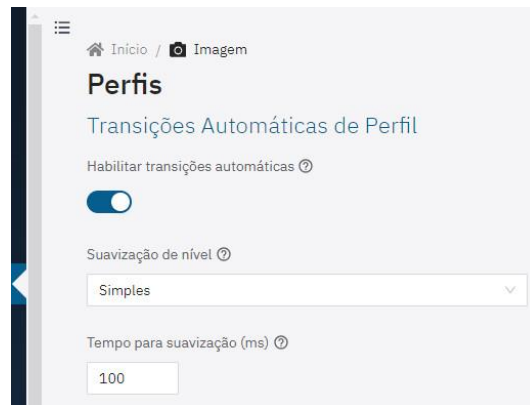 Início / Imagem
Perfis
Transições Automáticas de Perfil
Habilitar transições automáticas
Suavização de nível
Simples
Tempo para suavização (ms)
100